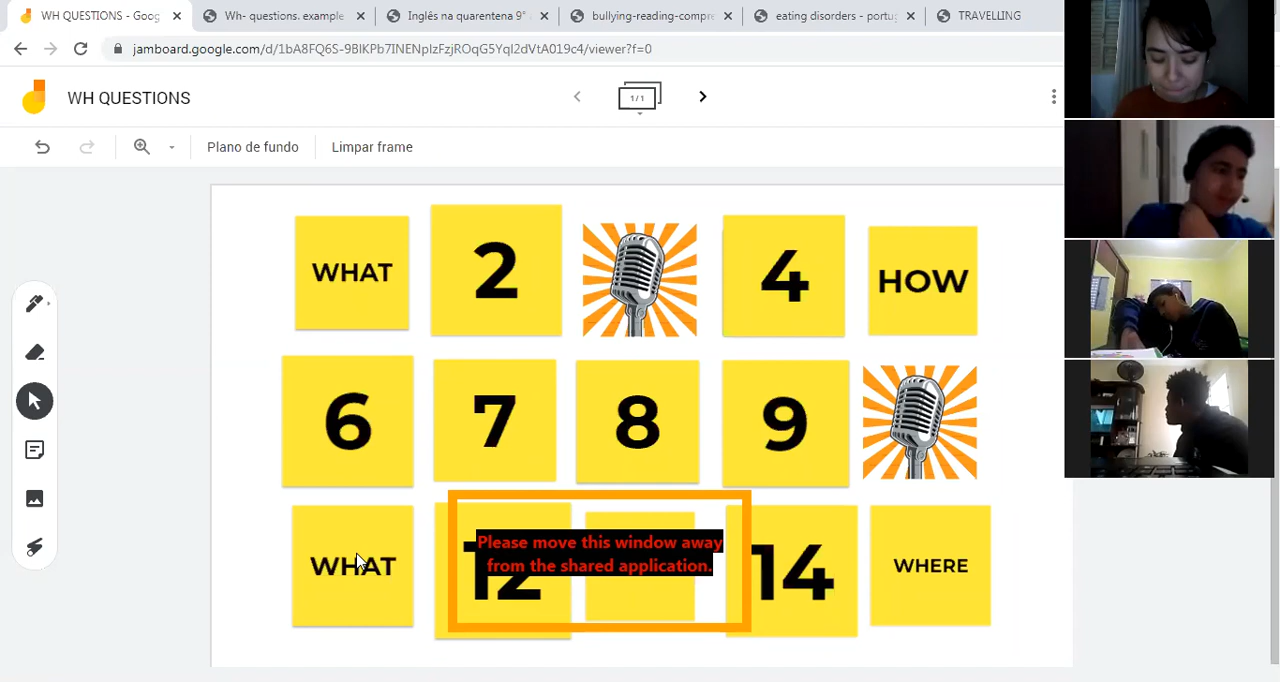 WH QUESTIONS - Goog
Wh- questions. example
Inglês na quarentena 9°
bullying-reading-compre
eating disorders - portu
TRAVELLING
jamboard.google.com/d/1bA8FQ6S-9BIKPb7INENpIzFzjROqG5Yql2dVtA019c4/viewer?f=0
WH QUESTIONS
1/1
Plano de fundo
Limpar frame
WHAT
2
4
HOW
6
7
8
9
WHAT
12
14
WHERE
Please move this window away
from the shared application.